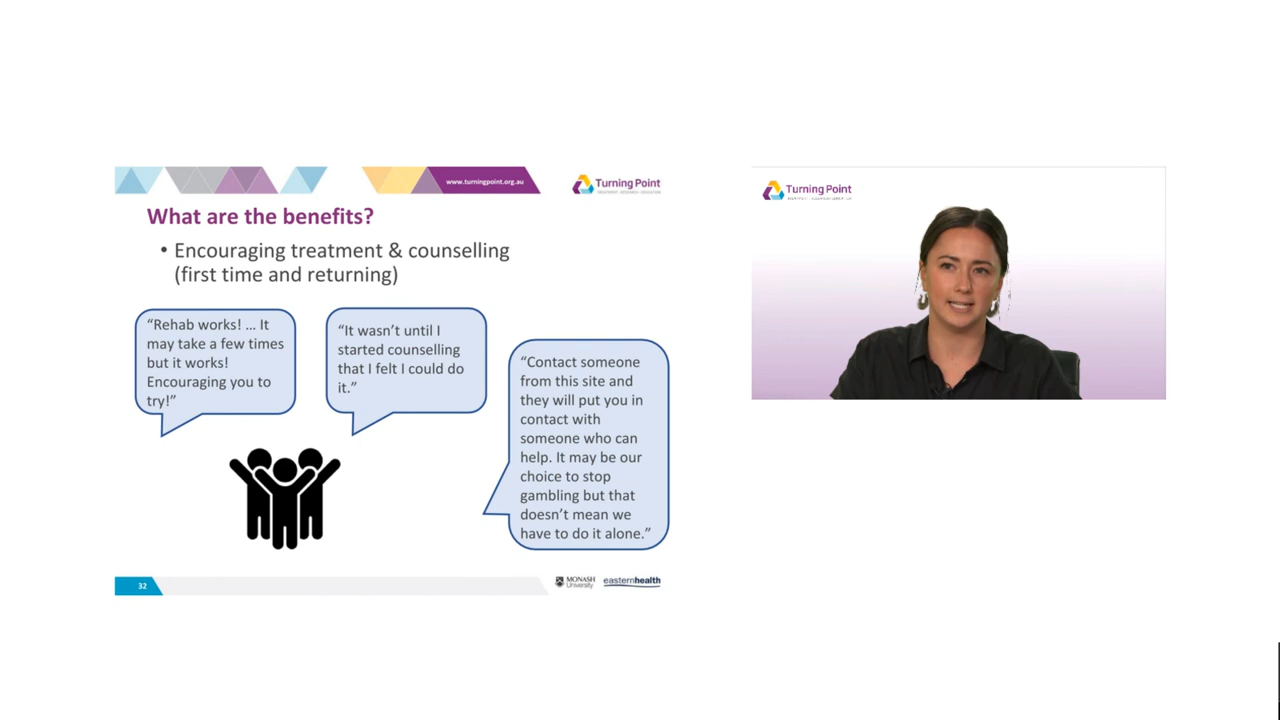 www.turningpoint.org.au
Turning Point
TREATMENT · RESEARCH · EDUCATION
What are the benefits?
• Encouraging treatment & counselling
(first time and returning)
“Rehab works! … It
may take a few times
but it works!
Encouraging you to
try!”
“It wasn’t until I
started counselling
that I felt I could do
it.”
“Contact someone
from this site and
they will put you in
contact with
someone who can
help. It may be our
choice to stop
gambling but that
doesn’t mean we
have to do it alone.”
32
MONASH
University
easternhealth
Turning Point